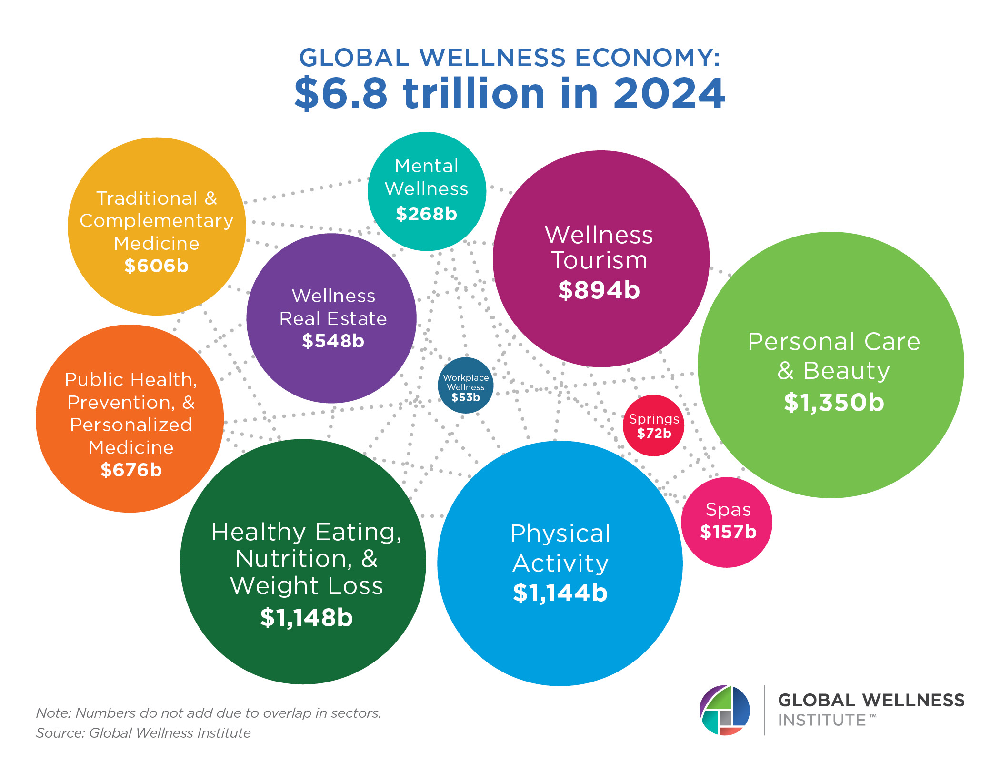 GLOBAL WELLNESS ECONOMY:
$6.8 trillion in 2024
Traditional &
Complementary
Medicine
$606b
Mental
Wellness
$268b
Wellness
Tourism
$894b
Wellness
Real Estate
$548b
Personal Care
& Beauty
$1,350b
Public Health,
Prevention, &
Personalized
Medicine
$676b
Workplace
Wellness
$53b
Springs
$72b
Healthy Eating,
Nutrition, &
Weight Loss
$1,148b
Physical
Activity
$1,144b
Spas
$157b
Note: Numbers do not add due to overlap in sectors.
Source: Global Wellness Institute
GLOBAL WELLNESS
INSTITUTE™